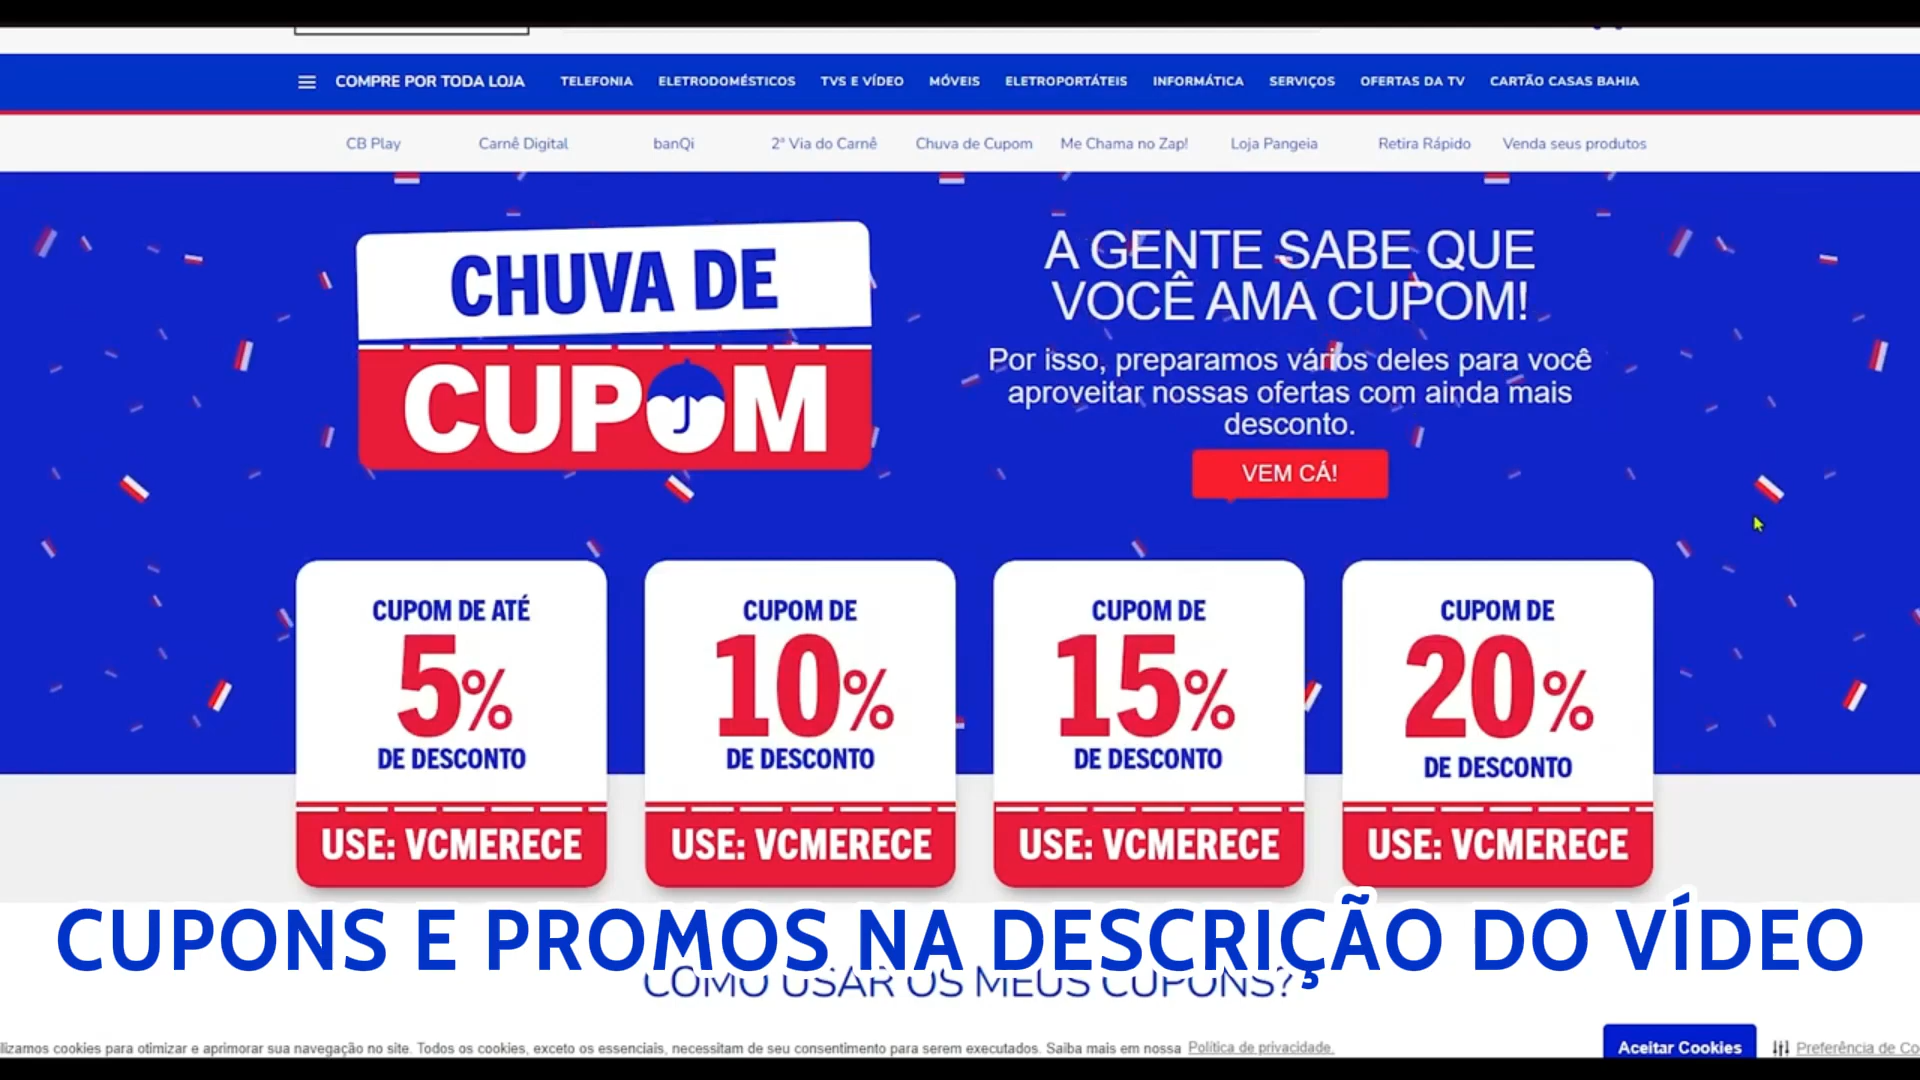 COMPRE POR TODA LOJA TELEFONIA ELETRODOMÉSTICOS TVS E VÍDEO MÓVEIS ELETROPORTÁTEIS INFORMÁTICA SERVIÇOS OFERTAS DA TV CARTÃO CASAS BAHIA
CB Play Carnê Digital banQi 2ª Via do Carnê Chuva de Cupom Me Chama no Zap! Loja Pangeia Retira Rápido Venda seus produtos
CHUVA DE
CUPOM
A GENTE SABE QUE
VOCÊ AMA CUPOM!
Por isso, preparamos vários deles para você
aproveitar nossas ofertas com ainda mais
desconto.
VEM CÁ!
CUPOM DE ATÉ
5%
DE DESCONTO
USE: VCMERECE
CUPOM DE
10%
DE DESCONTO
USE: VCMERECE
CUPOM DE
15%
DE DESCONTO
USE: VCMERECE
CUPOM DE
20%
DE DESCONTO
USE: VCMERECE
CUPONS E PROMOS NA DESCRIÇÃO DO VÍDEO
COMO USAR OS MEUS CUPONS?
lizamos cookies para otimizar e aprimorar sua navegação no site. Todos os cookies, exceto os essenciais, necessitam de seu consentimento para serem executados. Saiba mais em nossa Política de privacidade.
Aceitar Cookies
Preferência de Co